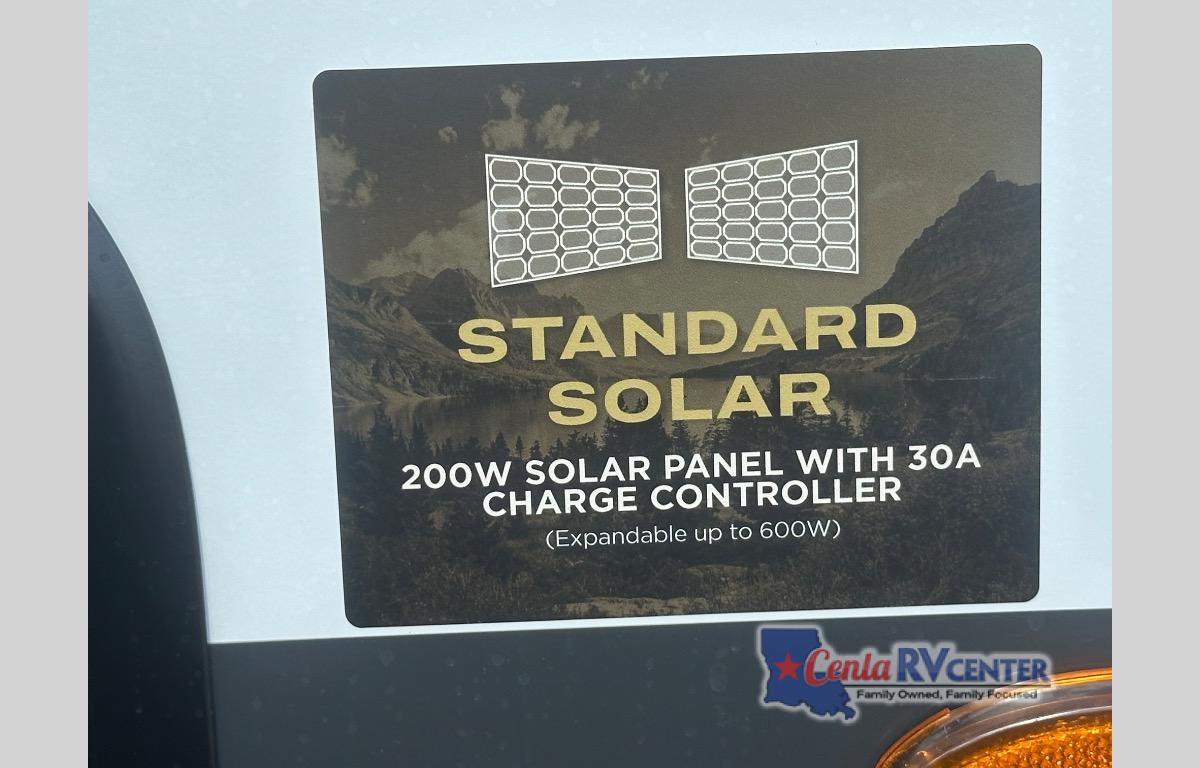 STANDARD
SOLAR
200W SOLAR PANEL WITH 30A
CHARGE CONTROLLER
(Expandable up to 600W)
Cenla RV CENTER
Family Owned, Family Focused